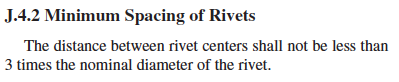 J.4.2 Minimum Spacing of Rivets
The distance between rivet centers shall not be less than
3 times the nominal diameter of the rivet.